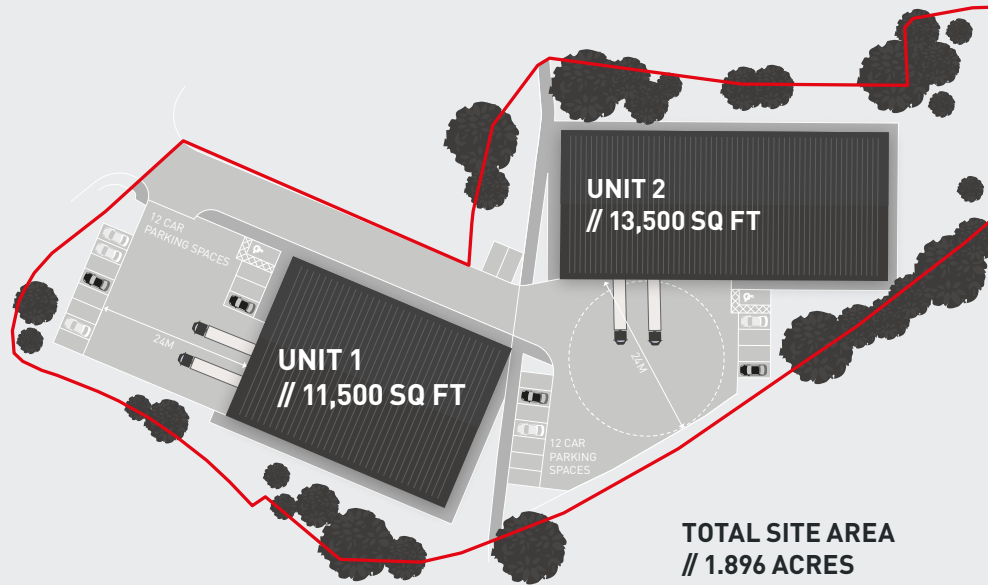 UNIT 2
// 13,500 SQ FT
12 CAR
PARKING SPACES
24M
UNIT 1
// 11,500 SQ FT
24M
12 CAR
PARKING
SPACES
TOTAL SITE AREA
// 1.896 ACRES